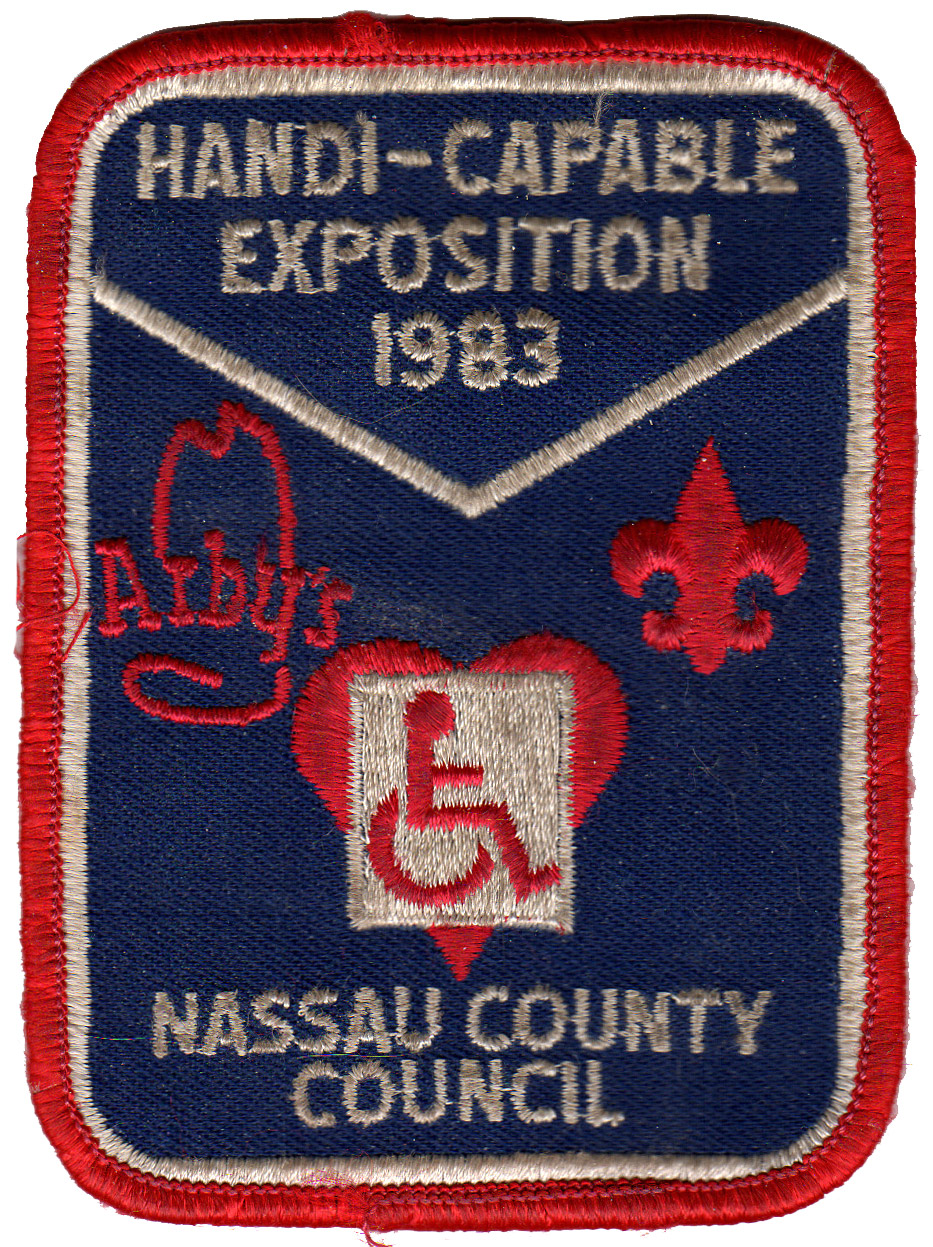 HANDI-CAPABLE
EXPOSITION
1983
Arby's
NASSAU COUNTY
COUNCIL